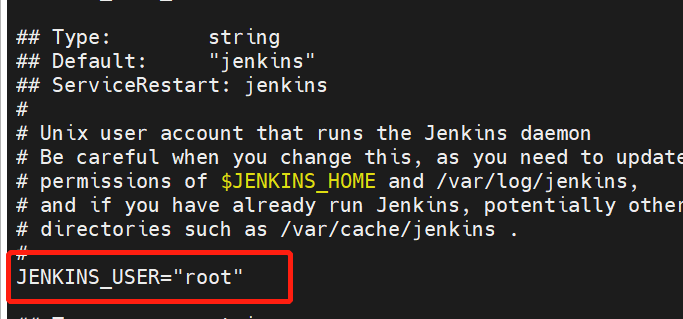 ## Type:        string
## Default:     "jenkins"
## ServiceRestart: jenkins
#
# Unix user account that runs the Jenkins daemon
# Be careful when you change this, as you need to update
# permissions of $JENKINS_HOME and /var/log/jenkins,
# and if you have already run Jenkins, potentially other
# directories such as /var/cache/jenkins .
#
JENKINS_USER="root"